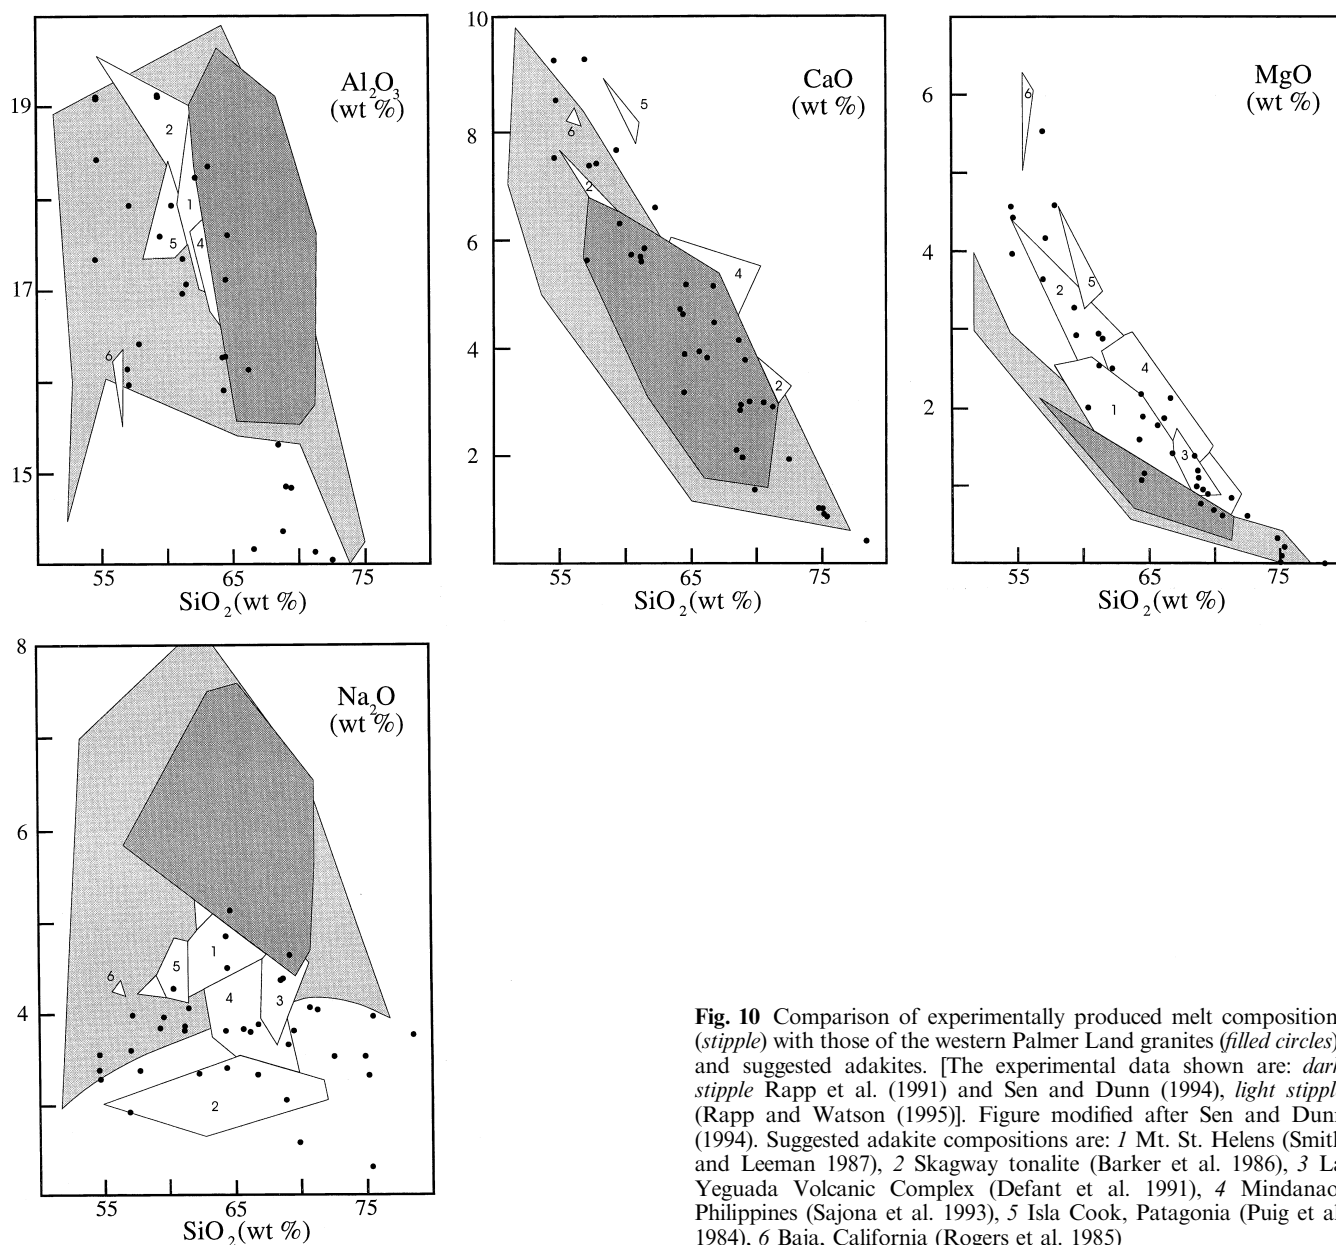 Al2O3
(wt %)
19
17
15
2
1
5
4
6
55
65
75
SiO2(wt %)
10
8
6
4
2
CaO
(wt %)
5
6
2
4
2
55
65
75
SiO2(wt %)
6
4
2
MgO
(wt %)
6
5
2
4
1
3
55
65
75
SiO2(wt %)
8
6
4
Na2O
(wt %)
1
5
6
4
3
2
55
65
75
SiO2(wt %)
Fig. 10 Comparison of experimentally produced melt composition
(stipple) with those of the western Palmer Land granites (filled circles)
and suggested adakites. [The experimental data shown are: dark
stipple Rapp et al. (1991) and Sen and Dunn (1994), light stipple
(Rapp and Watson (1995)]. Figure modified after Sen and Dunn
(1994). Suggested adakite compositions are: 1 Mt. St. Helens (Smith
and Leeman 1987), 2 Skagway tonalite (Barker et al. 1986), 3 La
Yeguada Volcanic Complex (Defant et al. 1991), 4 Mindanao
Philippines (Sajona et al. 1993), 5 Isla Cook, Patagonia (Puig et al
1984), 6 Baja, California (Rogers et al. 1985)